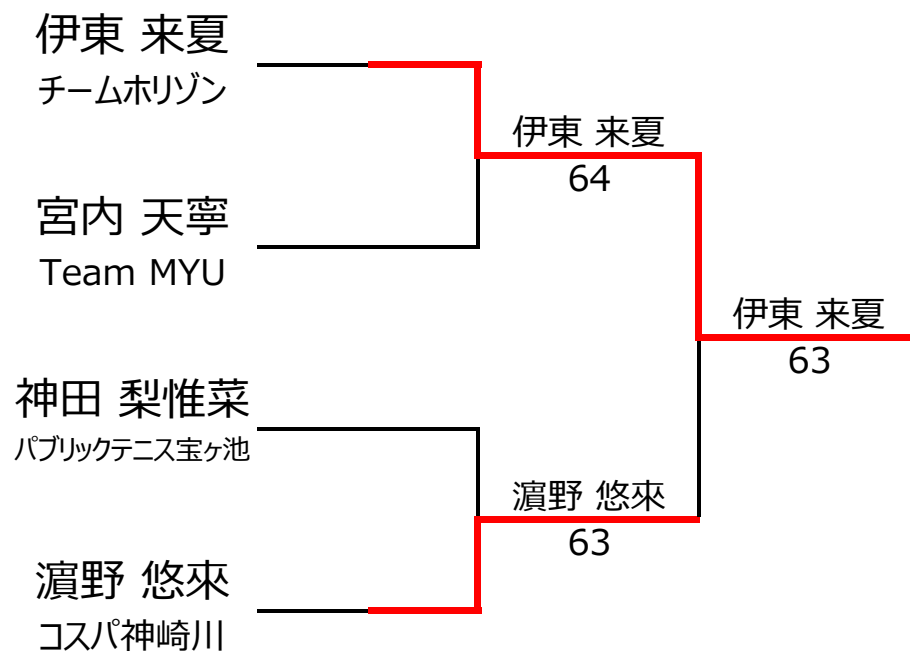 伊東 来夏
チームホリゾン
宮内 天寧
Team MYU
神田 梨惟菜
パブリックテニス宝ヶ池
濵野 悠來
コスパ神崎川
伊東 来夏
64
濵野 悠來
63
伊東 来夏
63